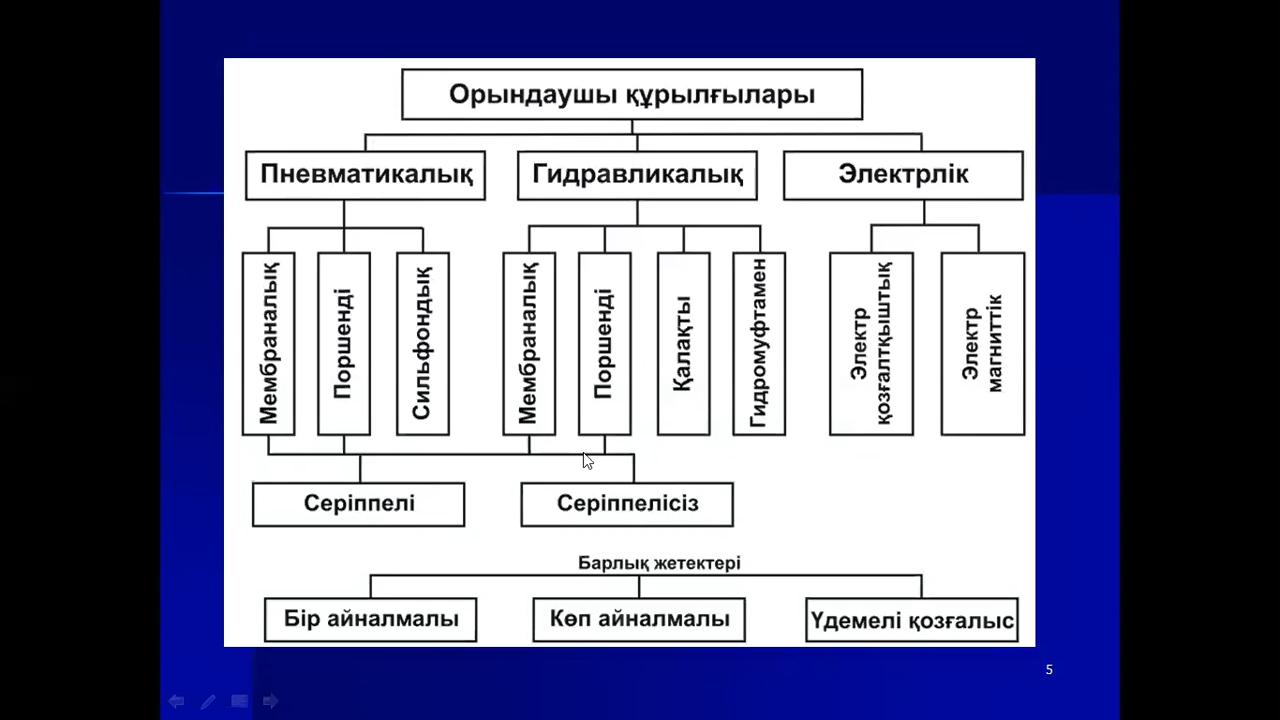 Орындаушы құрылғылары
Пневматикалық
Гидравликалық
Электрлік
Мембраналық
Поршенді
Сильфондық
Мембраналық
Поршенді
Қалақты
Гидромуфтамен
Электр
қозғалтқыштық
Электр
магниттік
Серіппелі
Серіппелісіз
Барлық жетектері
Бір айналмалы
Көп айналмалы
Үдемелі қозғалыс
5